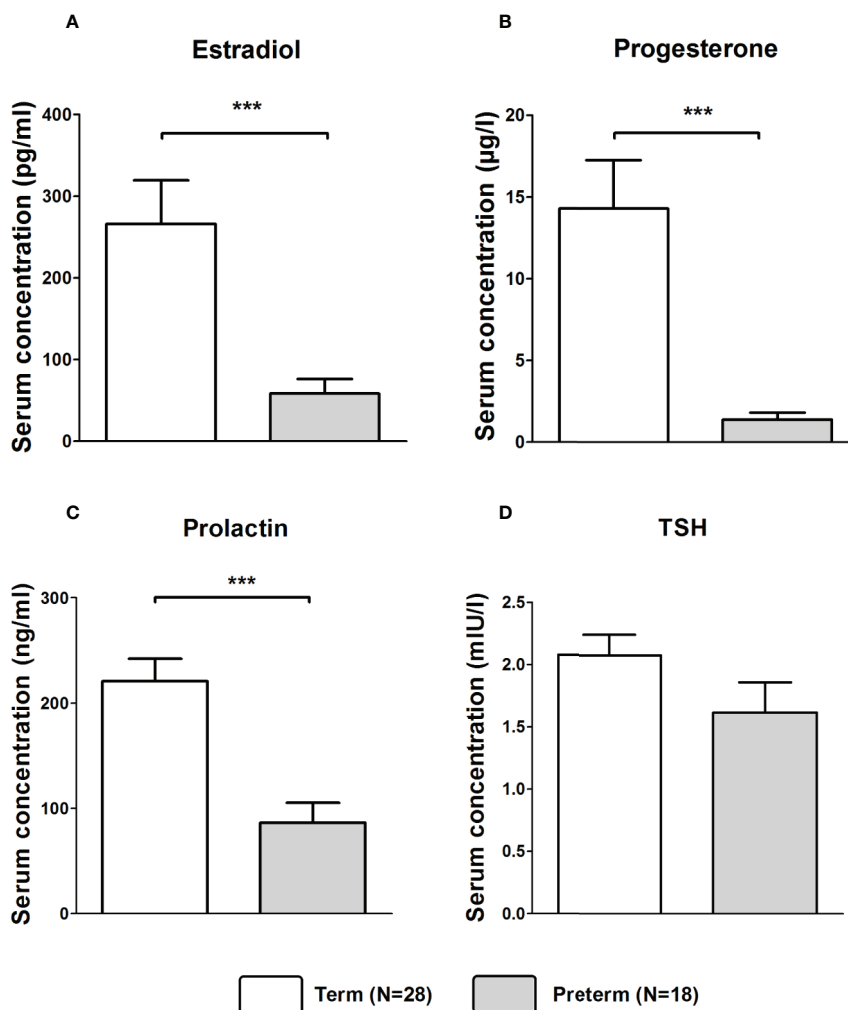 A
Estradiol
Serum concentration (pg/ml)
400
300
200
100
0
***
B
Progesterone
Serum concentration (µg/l)
20
15
10
5
0
***
C
Prolactin
Serum concentration (ng/ml)
300
200
100
0
***
D
TSH
Serum concentration (mIU/l)
2.5
2.0
1.5
1.0
0.5
0.0
Term (N=28)
Preterm (N=18)